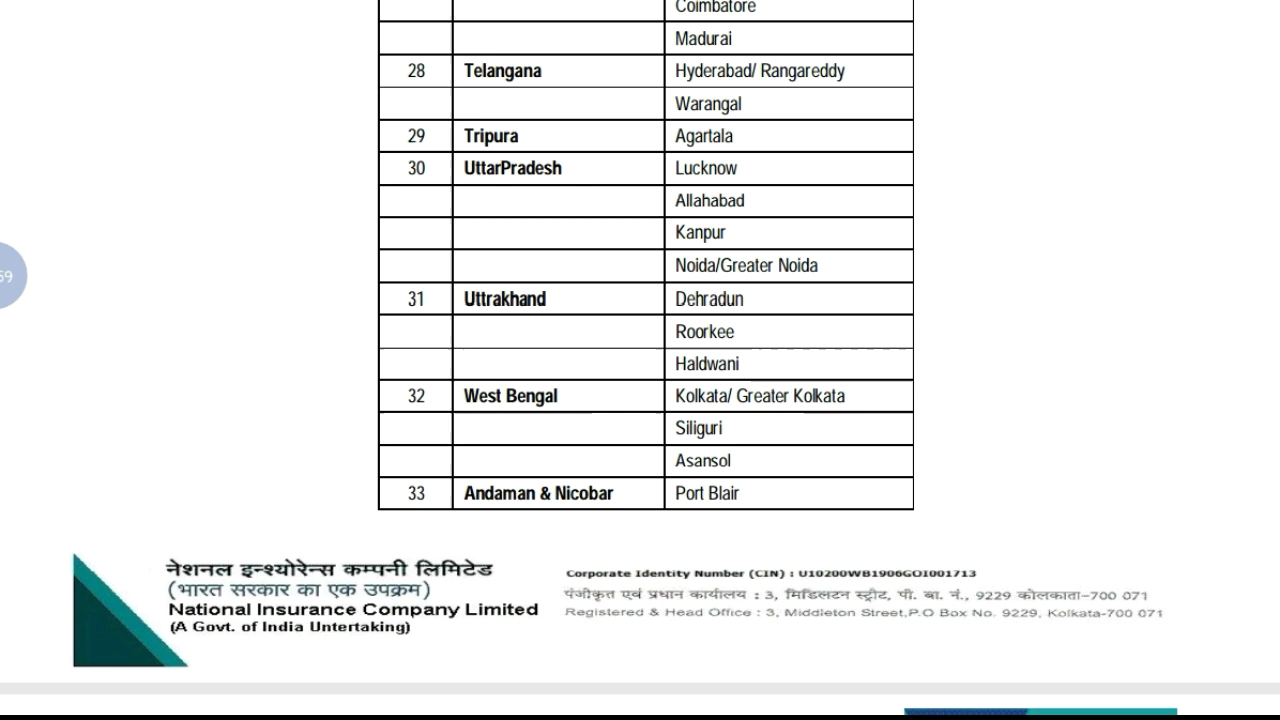 Coimbatore
Madurai
28 Telangana Hyderabad/ Rangareddy
Warangal
29 Tripura Agartala
30 UttarPradesh Lucknow
Allahabad
Kanpur
Noida/Greater Noida
31 Uttrakhand Dehradun
Roorkee
Haldwani
32 West Bengal Kolkata/ Greater Kolkata
Siliguri
Asansol
33 Andaman & Nicobar Port Blair
59
नेशनल इन्श्योरेन्स कम्पनी लिमिटेड
(भारत सरकार का एक उपक्रम)
National Insurance Company Limited
(A Govt. of India Untertaking)
Corporate Identity Number (CIN) : U10200WB1906GOI001713
पंजीकृत एवं प्रधान कार्यालय : 3, मिडिलटन स्ट्रीट, पी. बा. नं., 9229 कोलकाता-700 071
Registered & Head Office : 3, Middleton Street,P.O Box No. 9229, Kolkata-700 071